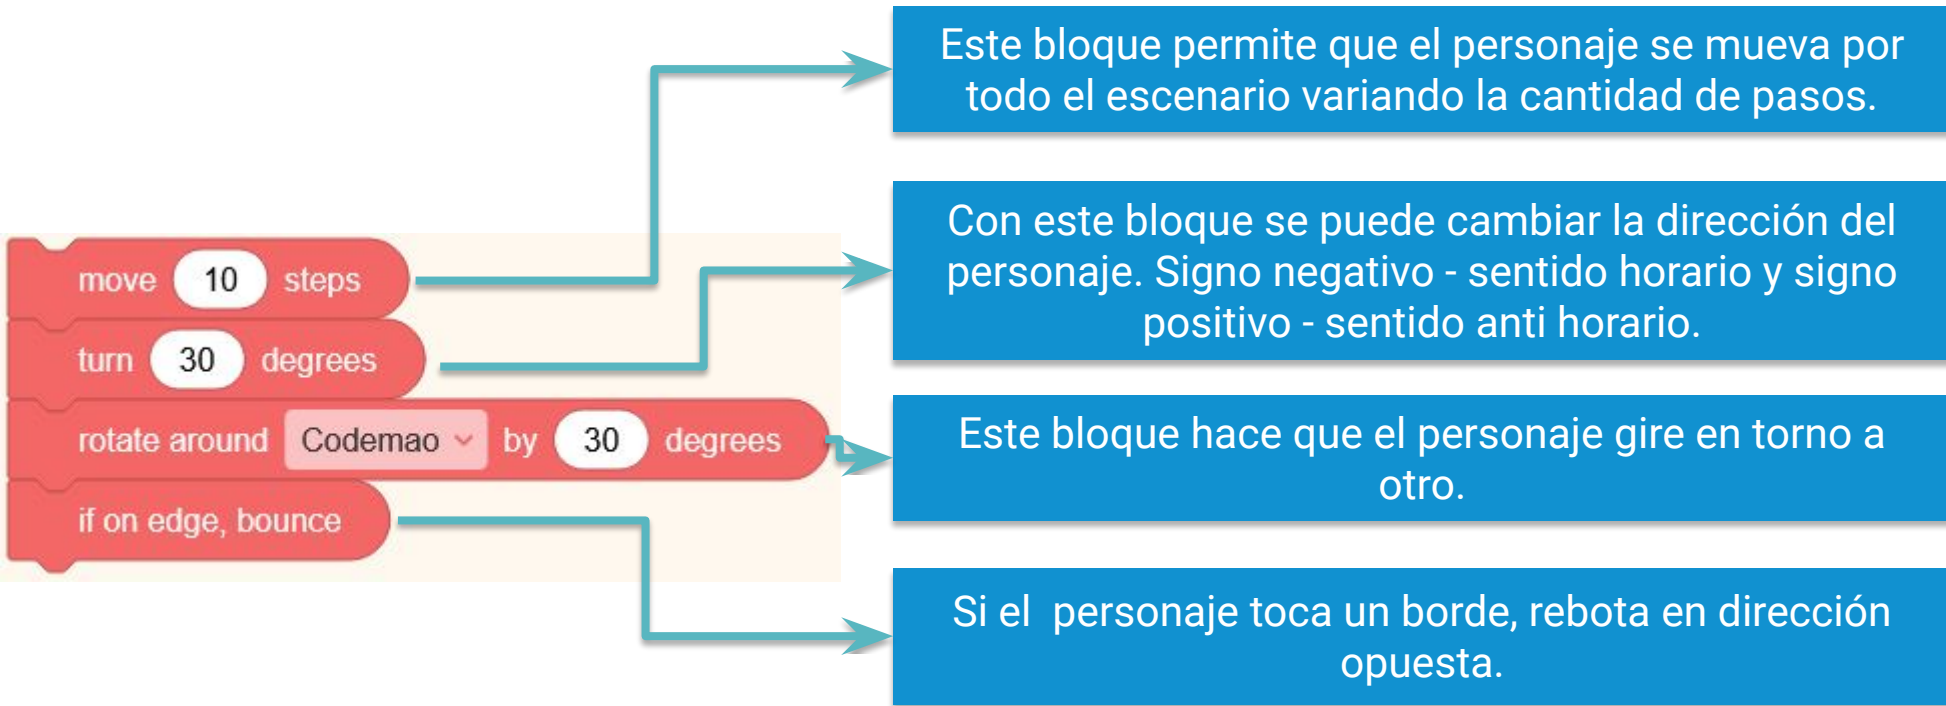 move 10 steps
turn 30 degrees
rotate around Codemao by 30 degrees
if on edge, bounce
Este bloque permite que el personaje se mueva por
todo el escenario variando la cantidad de pasos.
Con este bloque se puede cambiar la dirección del
personaje. Signo negativo - sentido horario y signo
positivo - sentido anti horario.
Este bloque hace que el personaje gire en torno a
otro.
Si el personaje toca un borde, rebota en dirección
opuesta.